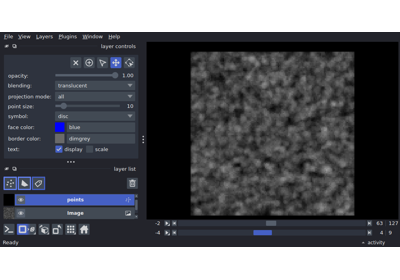 File View Layers Plugins Window Help
layer controls
opacity: 1.00
blending: translucent
projection mode: all
point size: 10
symbol: disc
face color: blue
border color: dimgrey
text: display scale
layer list
points
Image
-2 63 127
-4 4 9
Ready activity